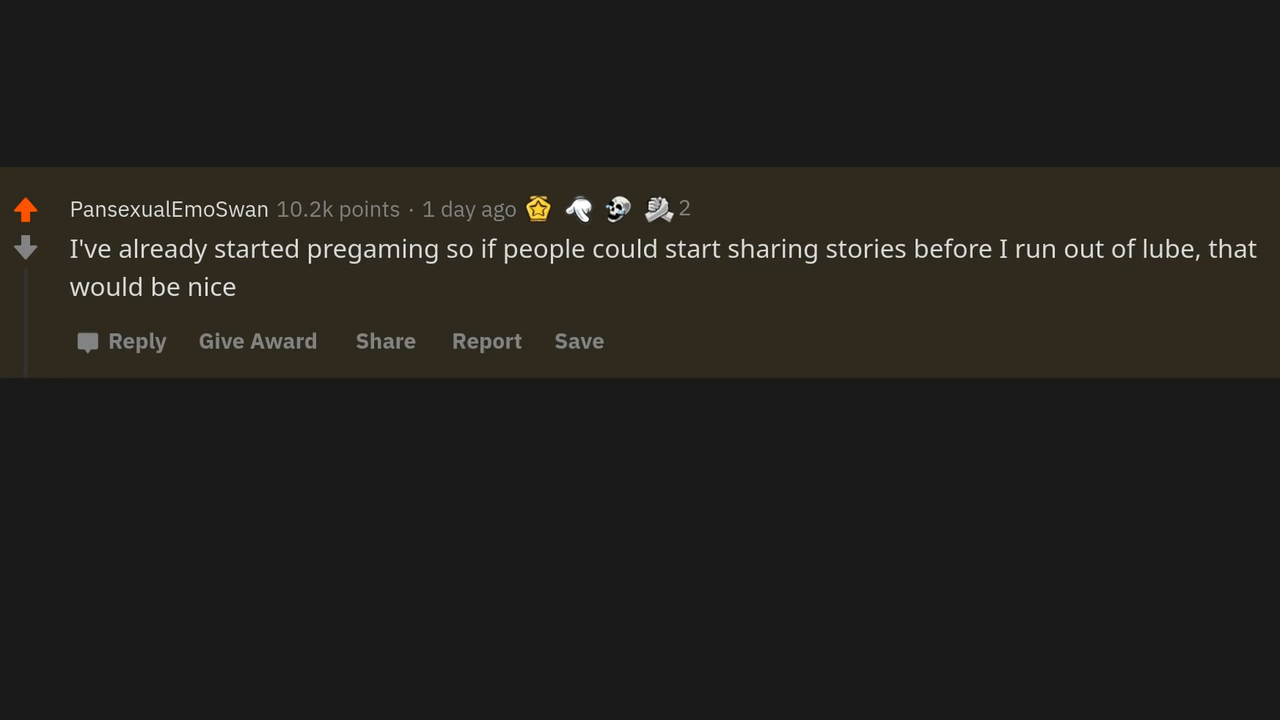 PansexualEmoSwan 10.2k points · 1 day ago 2
I've already started pregaming so if people could start sharing stories before I run out of lube, that
would be nice
Reply Give Award Share Report Save